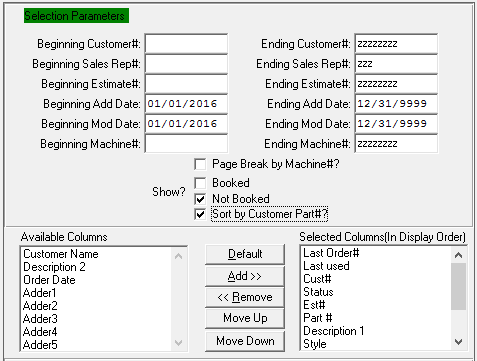 Selection Parameters
Beginning Customer#: Ending Customer#: zzzzzzzz
Beginning Sales Rep#: Ending Sales Rep#: zzz
Beginning Estimate#: Ending Estimate#: zzzzzzzz
Beginning Add Date: 01/01/2016 Ending Add Date: 12/31/9999
Beginning Mod Date: 01/01/2016 Ending Mod Date: 12/31/9999
Beginning Machine#: Ending Machine#: zzzzzzzz
Page Break by Machine#?
Show? Booked
Not Booked
Sort by Customer Part#?
Available Columns
Customer Name
Description 2
Order Date
Adder1
Adder2
Adder3
Adder4
Adder5
Default
Add >>
<< Remove
Move Up
Move Down
Selected Columns(In Display Order)
Last Order#
Last used
Cust#
Status
Est#
Part #
Description 1
Style